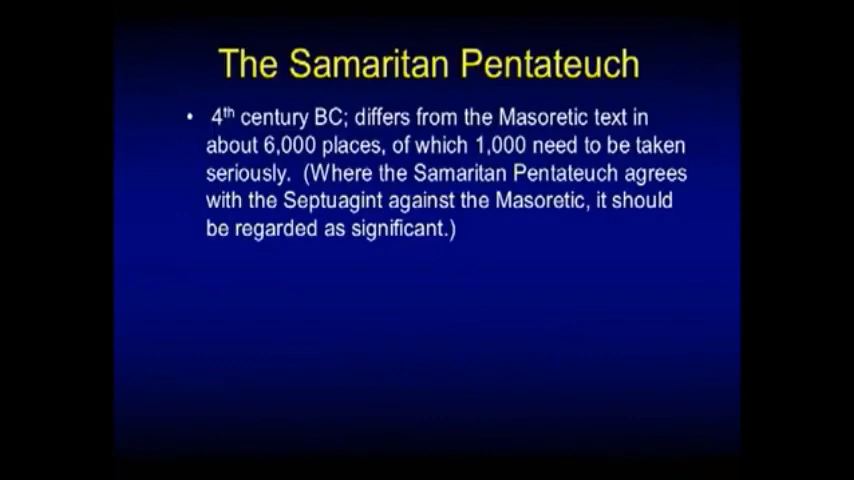 The Samaritan Pentateuch
• 4th century BC; differs from the Masoretic text in
about 6,000 places, of which 1,000 need to be taken
seriously. (Where the Samaritan Pentateuch agrees
with the Septuagint against the Masoretic, it should
be regarded as significant.)